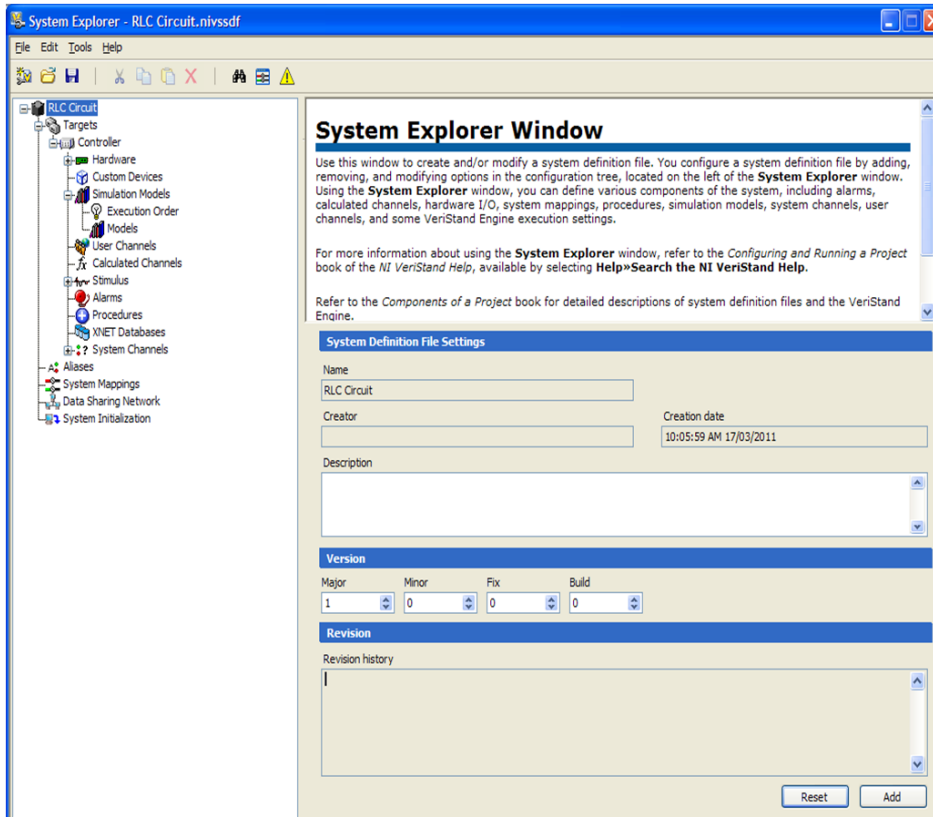 System Explorer - RLC Circuit.nivssdf
File Edit Tools Help
RLC Circuit
Targets
Controller
Hardware
Custom Devices
Simulation Models
Execution Order
Models
User Channels
Calculated Channels
Stimulus
Alarms
Procedures
XNET Databases
System Channels
Aliases
System Mappings
Data Sharing Network
System Initialization
System Explorer Window
Use this window to create and/or modify a system definition file. You configure a system definition file by adding,
removing, and modifying options in the configuration tree, located on the left of the System Explorer window.
Using the System Explorer window, you can define various components of the system, including alarms,
calculated channels, hardware I/O, system mappings, procedures, simulation models, system channels, user
channels, and some VeriStand Engine execution settings.
For more information about using the System Explorer window, refer to the Configuring and Running a Project
book of the NI VeriStand Help, available by selecting Help»Search the NI VeriStand Help.
Refer to the Components of a Project book for detailed descriptions of system definition files and the VeriStand
Engine.
System Definition File Settings
Name
RLC Circuit
Creator Creation date
10:05:59 AM 17/03/2011
Description
Version
Major Minor Fix Build
1 0 0 0
Revision
Revision history
Reset Add